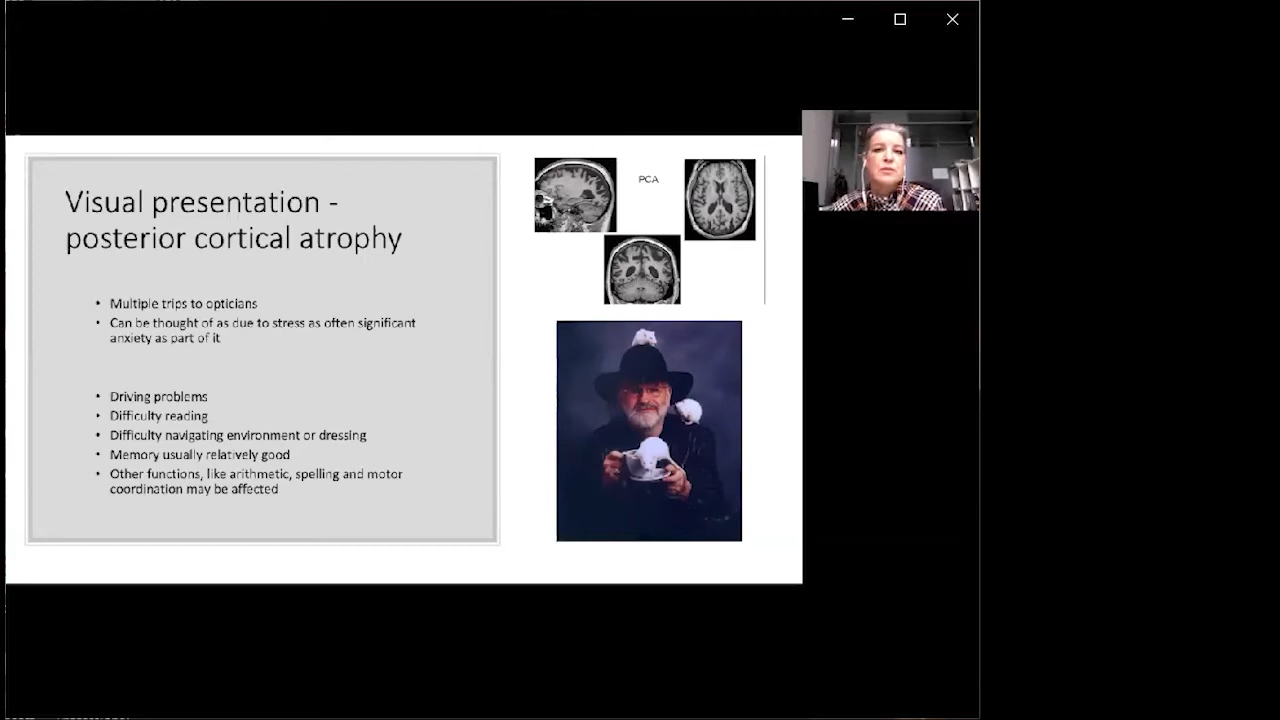 Visual presentation -
posterior cortical atrophy
• Multiple trips to opticians
• Can be thought of as due to stress as often significant
anxiety as part of it
• Driving problems
• Difficulty reading
• Difficulty navigating environment or dressing
• Memory usually relatively good
• Other functions, like arithmetic, spelling and motor
coordination may be affected
PCA